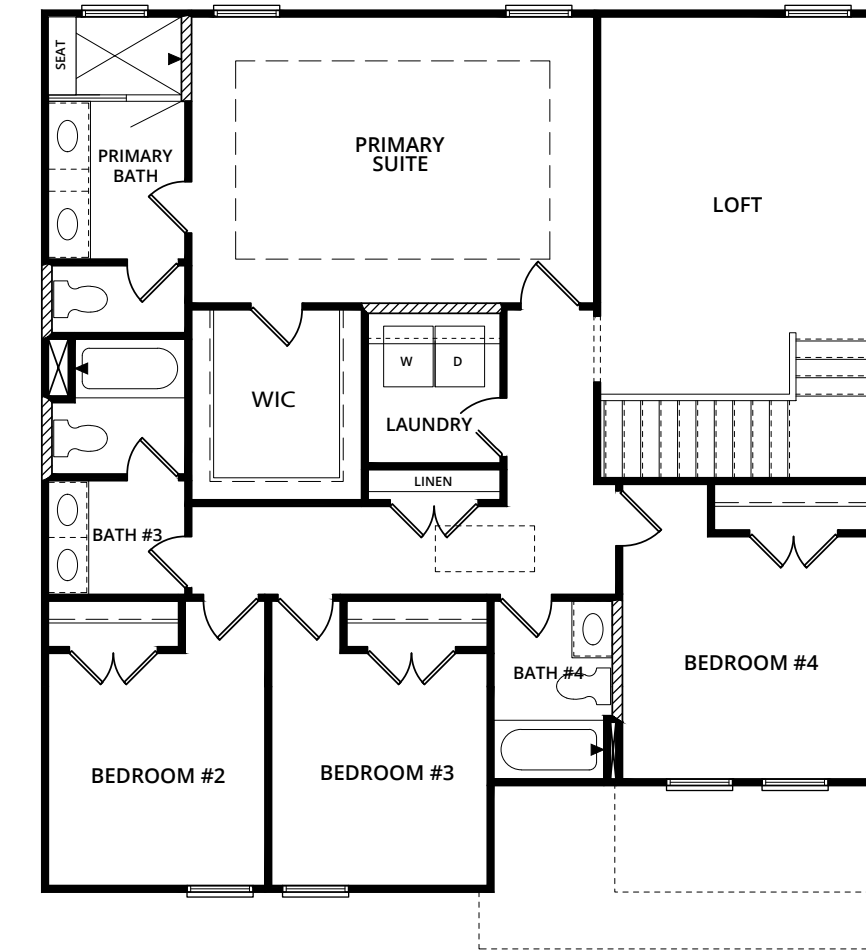 SEAT
PRIMARY
BATH
PRIMARY
SUITE
LOFT
W
D
WIC
LAUNDRY
LINEN
BATH #3
BATH #4
BEDROOM #4
BEDROOM #2
BEDROOM #3